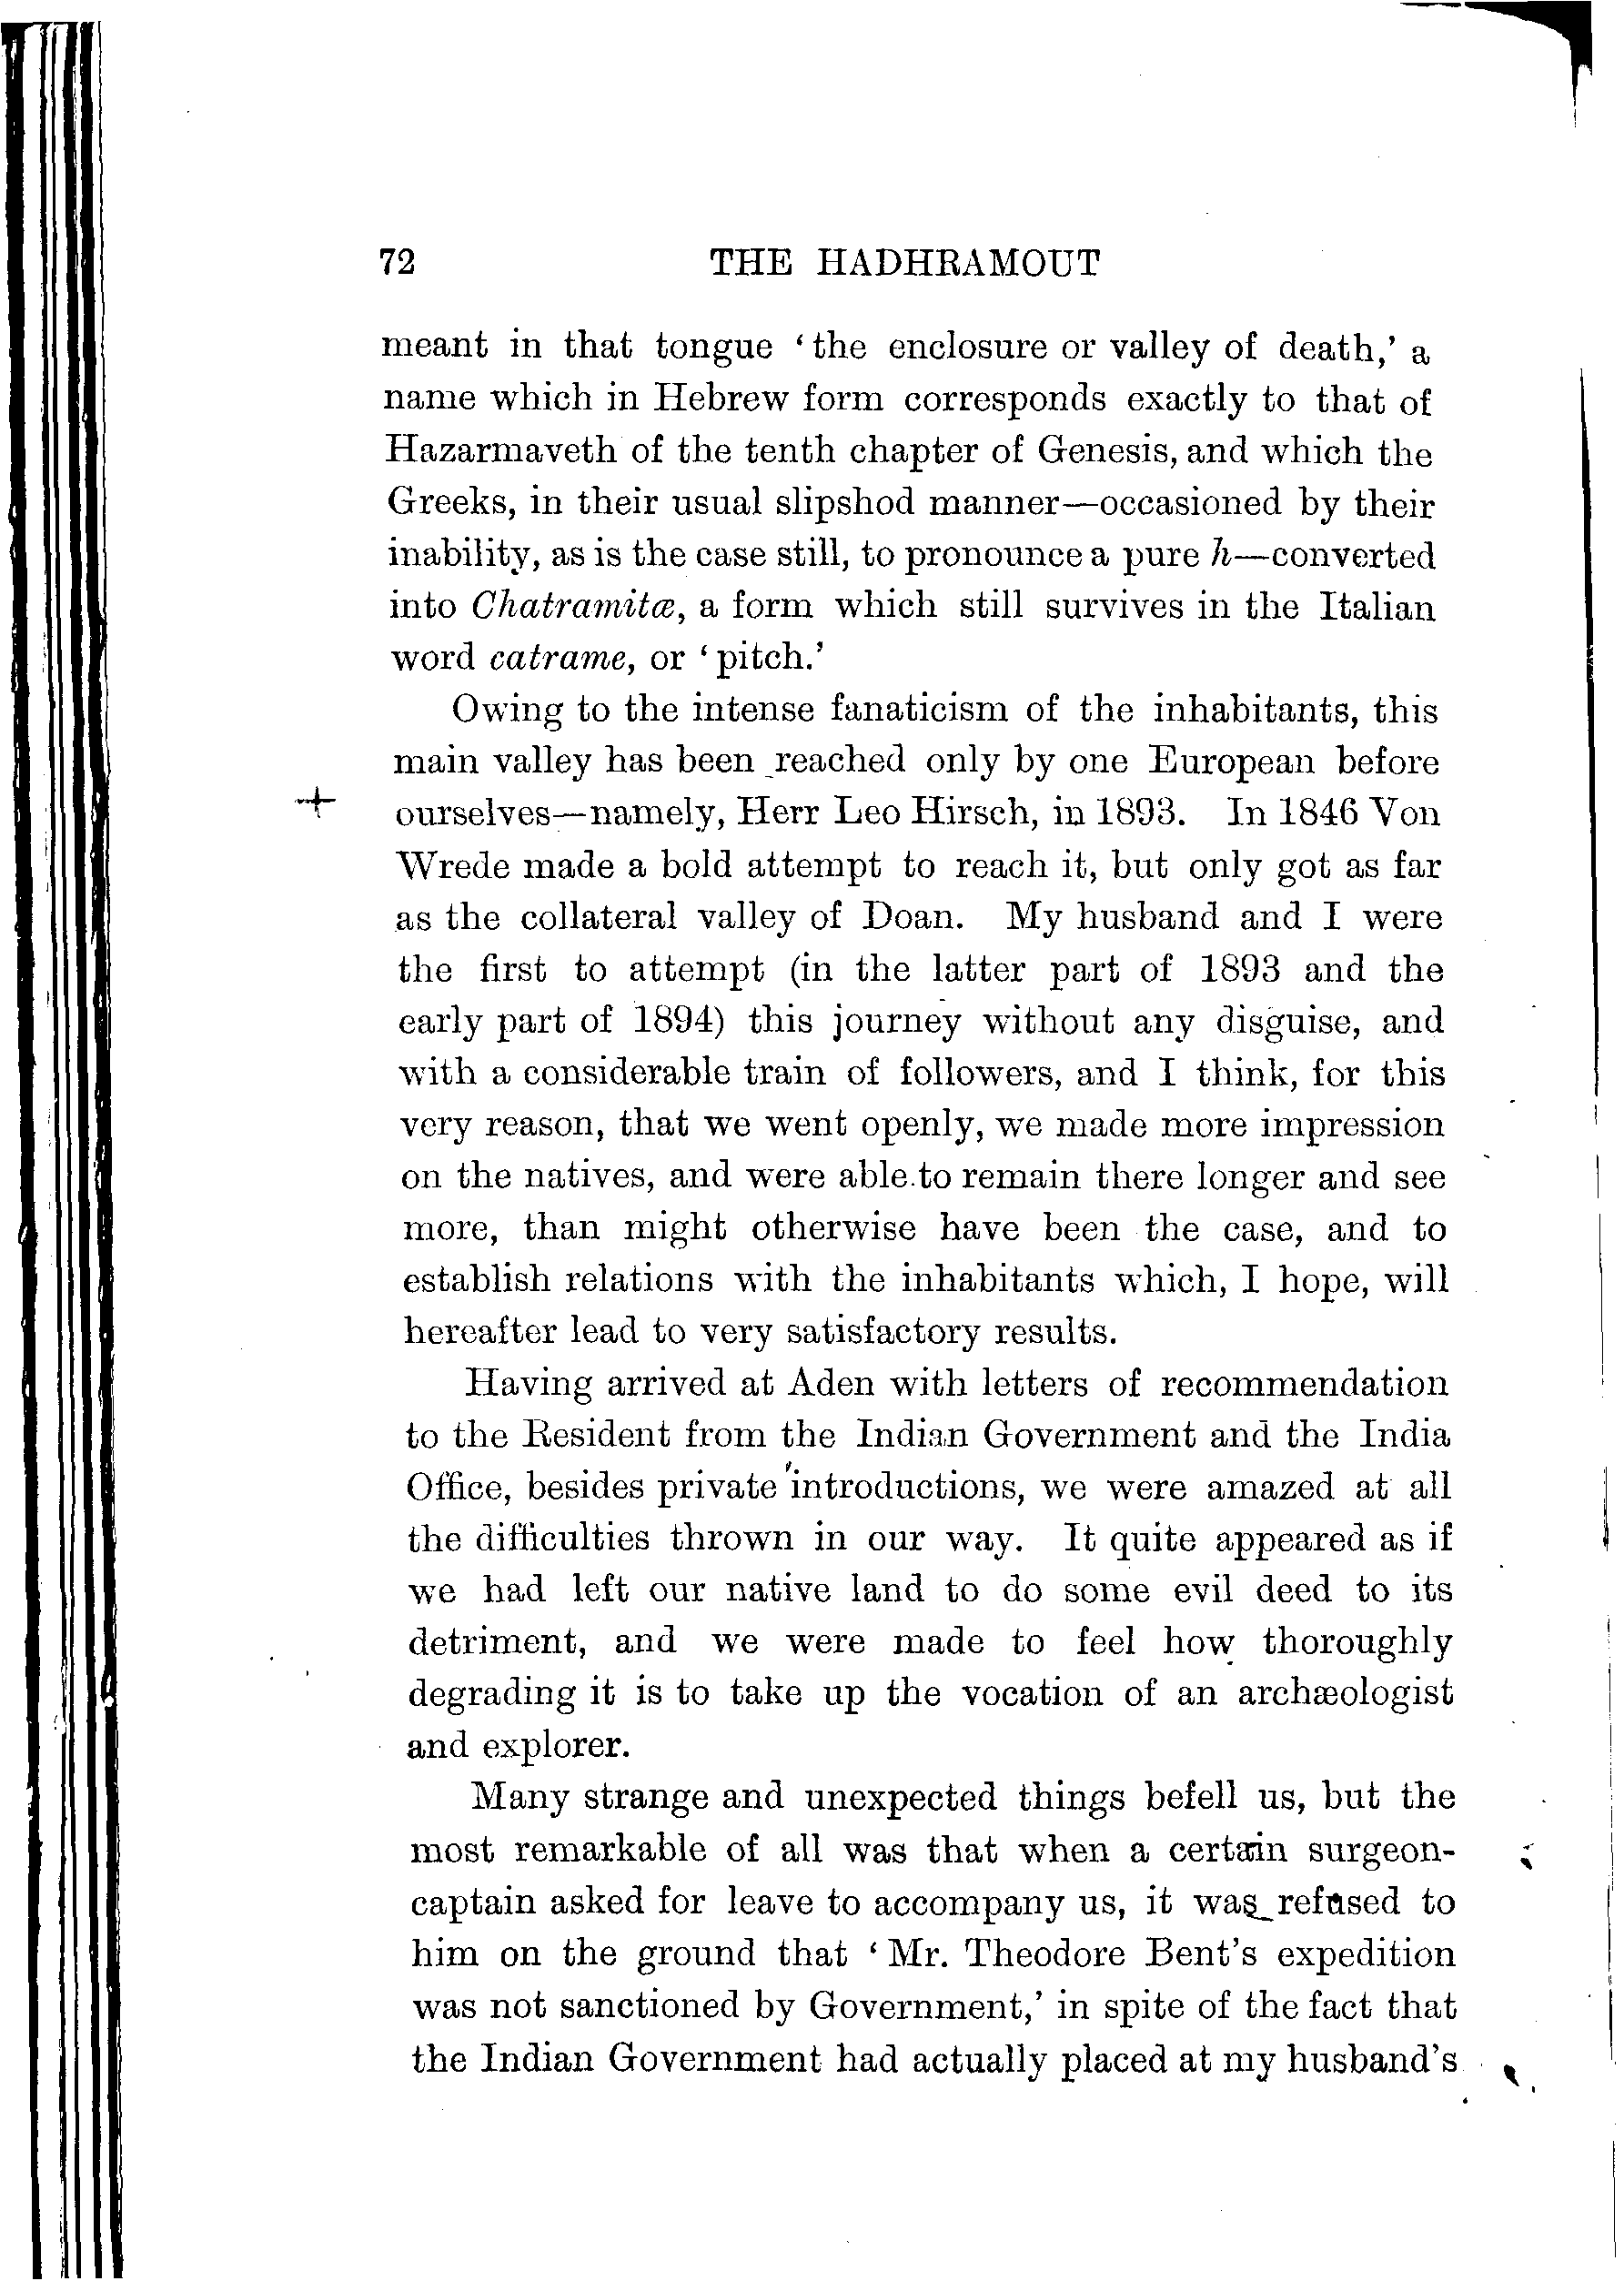 72 THE HADHRAMOUT
meant in that tongue ‘the enclosure or valley of death,’ a
name which in Hebrew form corresponds exactly to that of
Hazarmaveth of the tenth chapter of Genesis, and which the
Greeks, in their usual slipshod manner—occasioned by their
inability, as is the case still, to pronounce a pure h—converted
into Chatramitæ, a form which still survives in the Italian
word catrame, or ‘pitch.’
Owing to the intense fanaticism of the inhabitants, this
main valley has been reached only by one European before
ourselves—namely, Herr Leo Hirsch, in 1893. In 1846 Von
Wrede made a bold attempt to reach it, but only got as far
as the collateral valley of Doan. My husband and I were
the first to attempt (in the latter part of 1893 and the
early part of 1894) this journey without any disguise, and
with a considerable train of followers, and I think, for this
very reason, that we went openly, we made more impression
on the natives, and were able to remain there longer and see
more, than might otherwise have been the case, and to
establish relations with the inhabitants which, I hope, will
hereafter lead to very satisfactory results.
Having arrived at Aden with letters of recommendation
to the Resident from the Indian Government and the India
Office, besides private introductions, we were amazed at all
the difficulties thrown in our way. It quite appeared as if
we had left our native land to do some evil deed to its
detriment, and we were made to feel how thoroughly
degrading it is to take up the vocation of an archæologist
and explorer.
Many strange and unexpected things befell us, but the
most remarkable of all was that when a certain surgeon-
captain asked for leave to accompany us, it was refused to
him on the ground that ‘Mr. Theodore Bent's expedition
was not sanctioned by Government,’ in spite of the fact that
the Indian Government had actually placed at my husband's